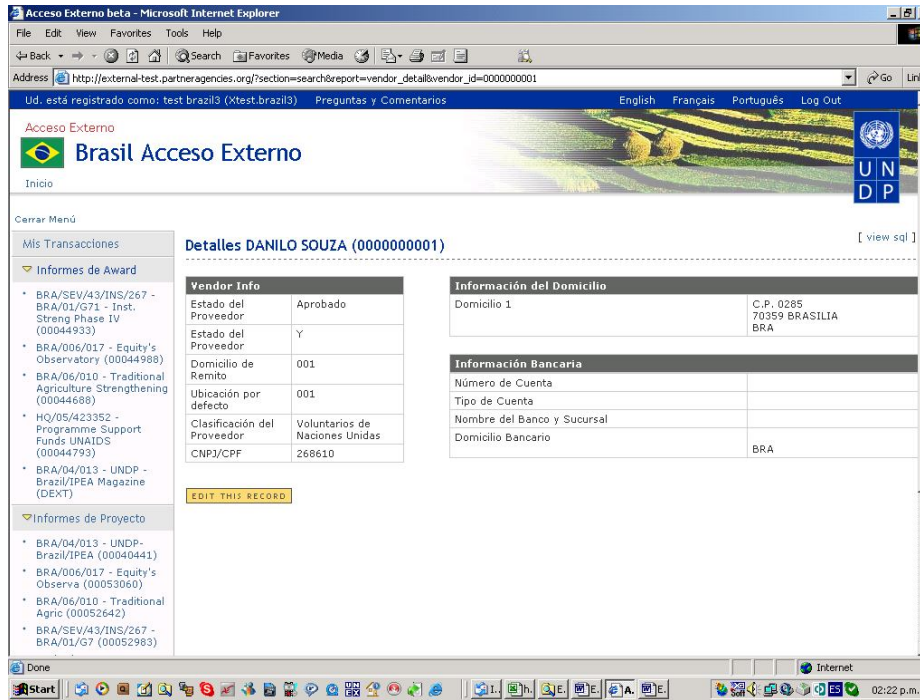 Acceso Externo beta - Microsoft Internet Explorer
File Edit View Favorites Tools Help
Back Search Favorites Media
Address http://external-test.partneragencies.org/?section=search&report=vendor_detail&vendor_id=0000000001 Go Lin
Ud. está registrado como: test brazil3 (Xtest.brazil3) Preguntas y Comentarios English Français Português Log Out
Acceso Externo
Brasil Acceso Externo
Inicio
U N
D P
Cerrar Menú
[ view sql ]
Detalles DANILO SOUZA (0000000001)
Mis Transacciones
Informes de Award
BRA/SEV/43/INS/267 -
BRA/01/G71 - Inst.
Streng Phase IV
(00044933)
BRA/006/017 - Equity's
Observatory (00044988)
BRA/06/010 - Traditional
Agriculture Strengthening
(00044688)
HQ/05/423352 -
Programme Support
Funds UNAIDS
(00044793)
BRA/04/013 - UNDP -
Brazil/IPEA Magazine
(DEXT)
Informes de Proyecto
BRA/04/013 - UNDP-
Brazil/IPEA (00040441)
BRA/006/017 - Equity's
Observa (00053060)
BRA/06/010 - Traditional
Agric (00052642)
BRA/SEV/43/INS/267 -
BRA/01/G7 (00052983)
Vendor Info
Estado del
Proveedor
Aprobado
Estado del
Proveedor
Y
Domicilio de
Remito
001
Ubicación por
defecto
001
Clasificación del
Proveedor
Voluntarios de
Naciones Unidas
CNPJ/CPF 268610
EDIT THIS RECORD
Información del Domicilio
Domicilio 1
C.P. 0285
70359 BRASILIA
BRA
Información Bancaria
Número de Cuenta
Tipo de Cuenta
Nombre del Banco y Sucursal
Domicilio Bancario
BRA
Done Internet
Start I.. h. E. E. A. E. ES 02:22 p.m